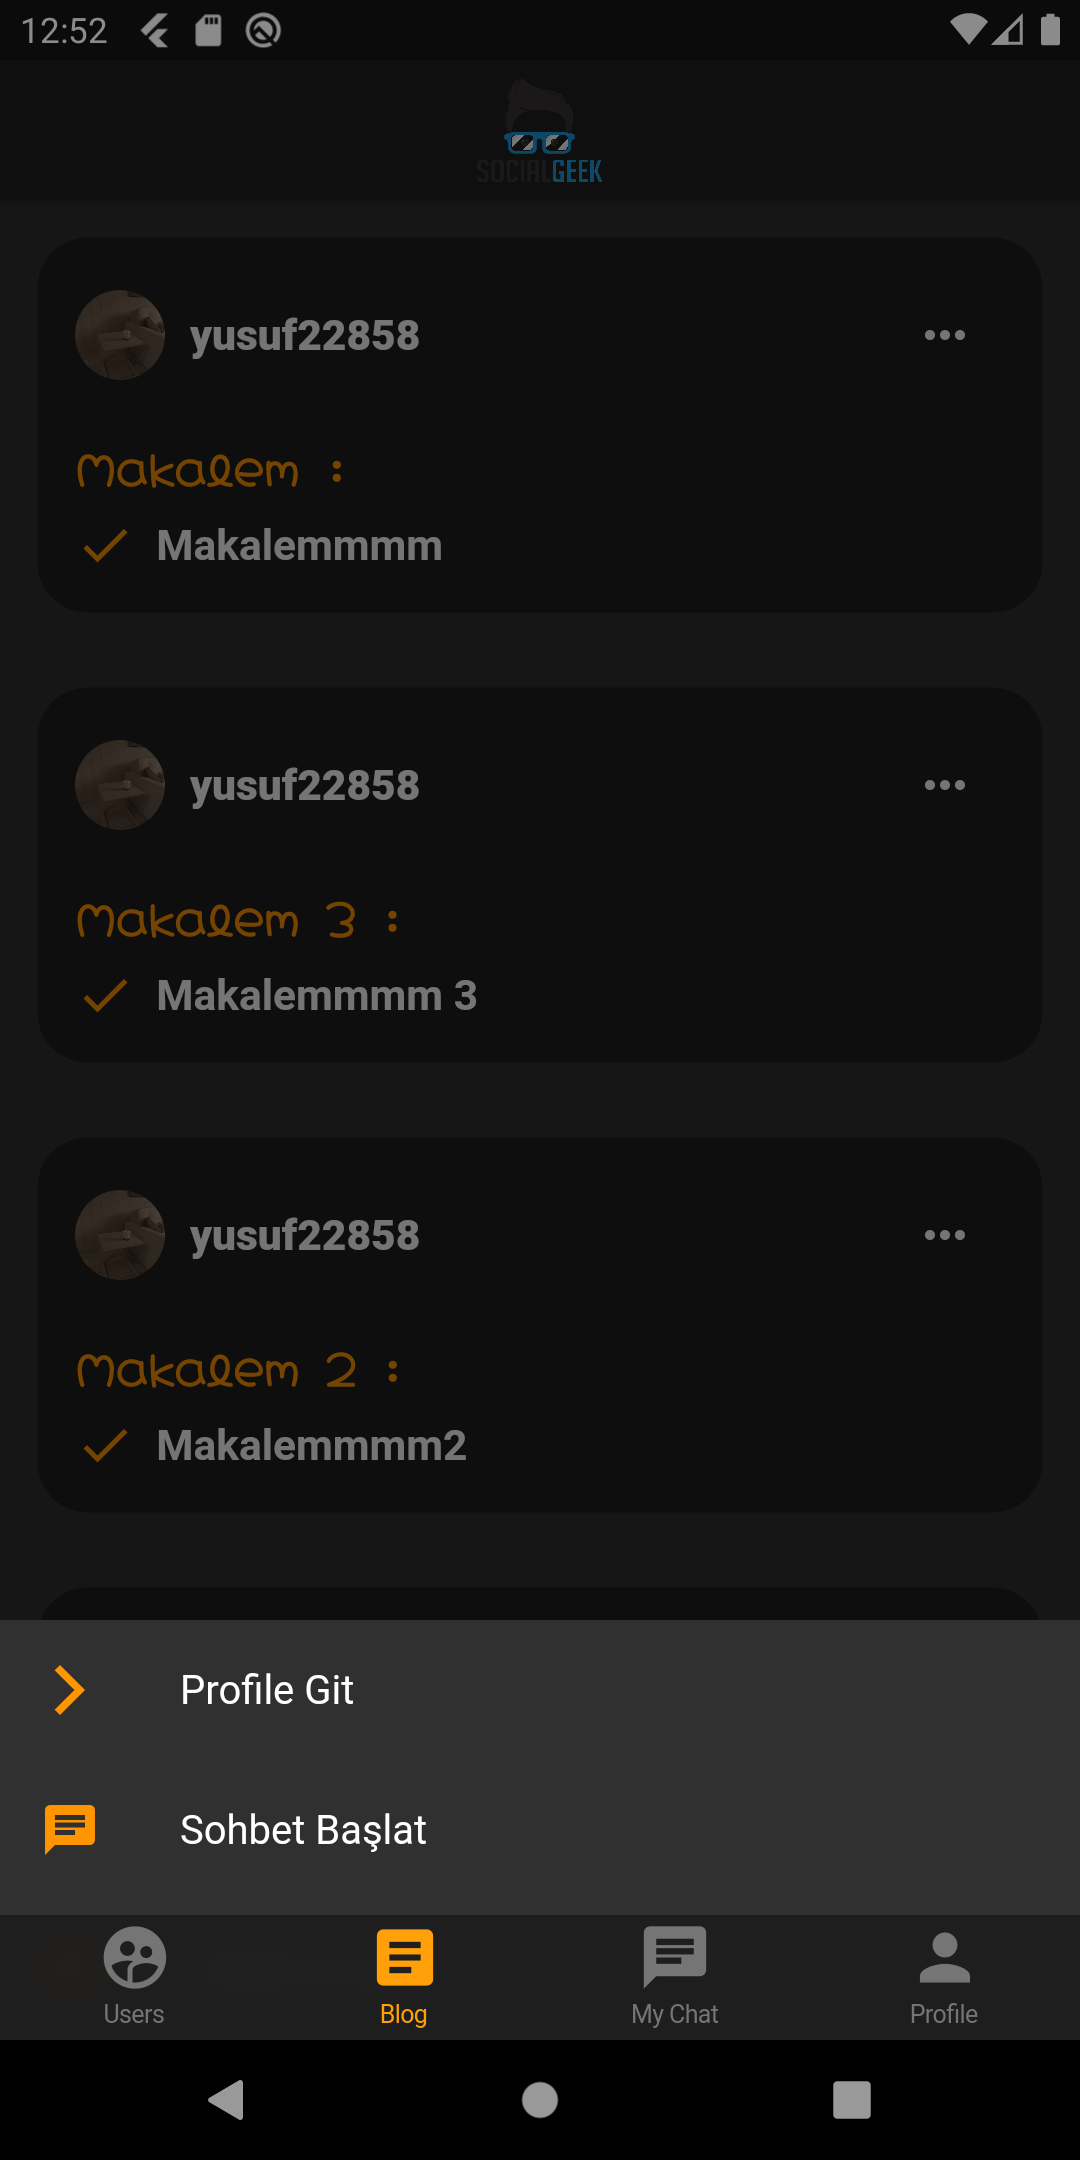 12:52
SOCIALGEEK
yusuf22858
Makalem :
Makalemmmm
yusuf22858
Makalem 3 :
Makalemmmm 3
yusuf22858
Makalem 2 :
Makalemmmm2
Profile Git
Sohbet Başlat
Users
Blog
My Chat
Profile